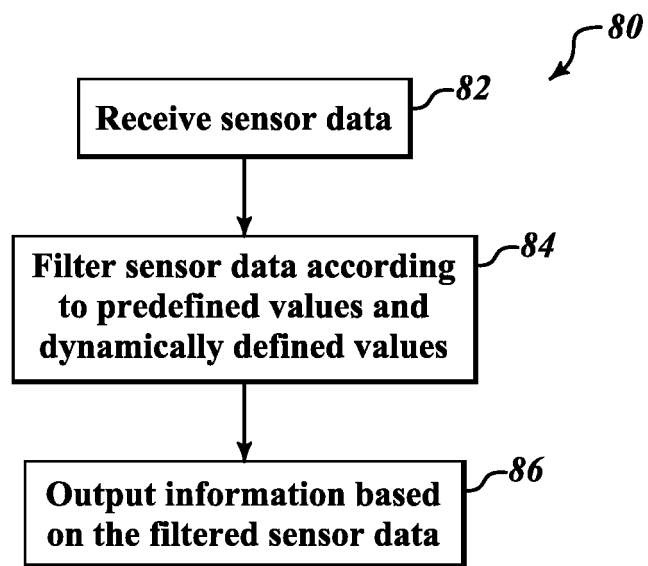 80
82
Receive sensor data
84
Filter sensor data according
to predefined values and
dynamically defined values
86
Output information based
on the filtered sensor data